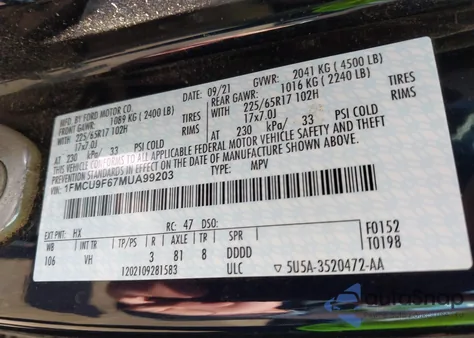 MFD. BY FORD MOTOR CO.
09/21 GVWR: 2041 KG ( 4500 LB)
FRONT GAWR: 1089 KG ( 2400 LB)
REAR GAWR: 1016 KG ( 2240 LB)
225/65R17 102H TIRES
225/65R17 102H TIRES
17x7.0J RIMS
17x7.0J RIMS
AT 230 kPa/ 33 PSI COLD
AT 230 kPa/ 33 PSI COLD
THIS VEHICLE CONFORMS TO ALL APPLICABLE FEDERAL MOTOR VEHICLE SAFETY AND THEFT
PREVENTION STANDARDS IN EFFECT ON THE DATE OF MANUFACTURE SHOWN ABOVE.
VIN: 1FMCU9F67MUA99203 TYPE: MPV
EXT PNT: HX RC: 47 DSO: F0152
WB INT TR TP/PS R AXLE TR SPR T0198
106 VH 3 81 8 DDDD
1202109281583 ULC 5U5A-3520472-AA
AutoSnap